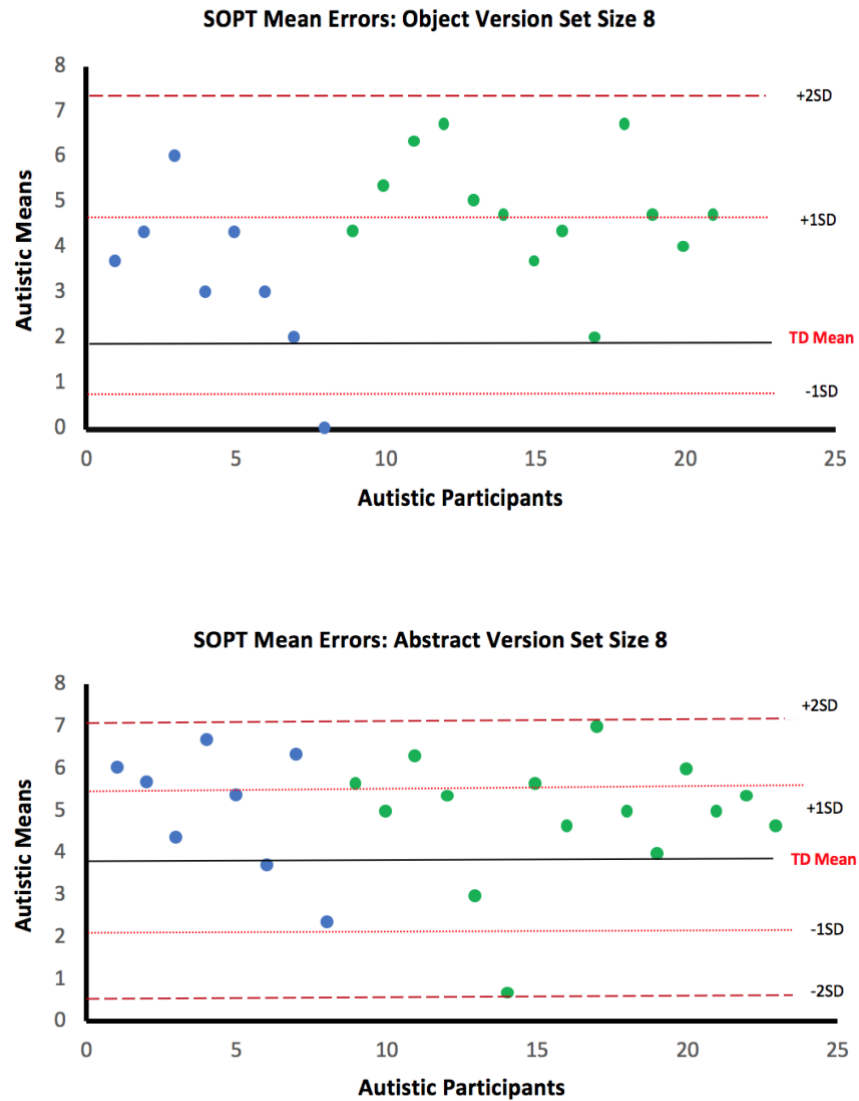 SOPT Mean Errors: Object Version Set Size 8
8
+2SD
7
6
5
+1SD
4
3
2
TD Mean
1
-1SD
0
Autistic Means
0 5 10 15 20 25
Autistic Participants
SOPT Mean Errors: Abstract Version Set Size 8
8
+2SD
7
6
5
+1SD
4
TD Mean
3
2
-1SD
1
-2SD
0
Autistic Means
0 5 10 15 20 25
Autistic Participants